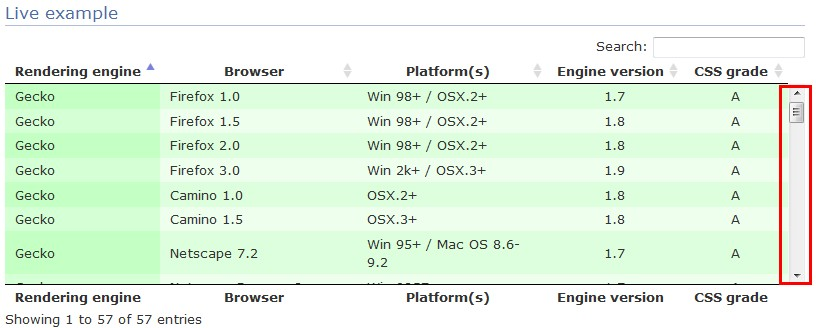 Live example
Search:
Rendering engine Browser Platform(s) Engine version CSS grade
Gecko Firefox 1.0 Win 98+ / OSX.2+ 1.7 A
Gecko Firefox 1.5 Win 98+ / OSX.2+ 1.8 A
Gecko Firefox 2.0 Win 98+ / OSX.2+ 1.8 A
Gecko Firefox 3.0 Win 2k+ / OSX.3+ 1.9 A
Gecko Camino 1.0 OSX.2+ 1.8 A
Gecko Camino 1.5 OSX.3+ 1.8 A
Gecko Netscape 7.2 Win 95+ / Mac OS 8.6-
9.2 1.7 A
Rendering engine Browser Platform(s) Engine version CSS grade
Showing 1 to 57 of 57 entries